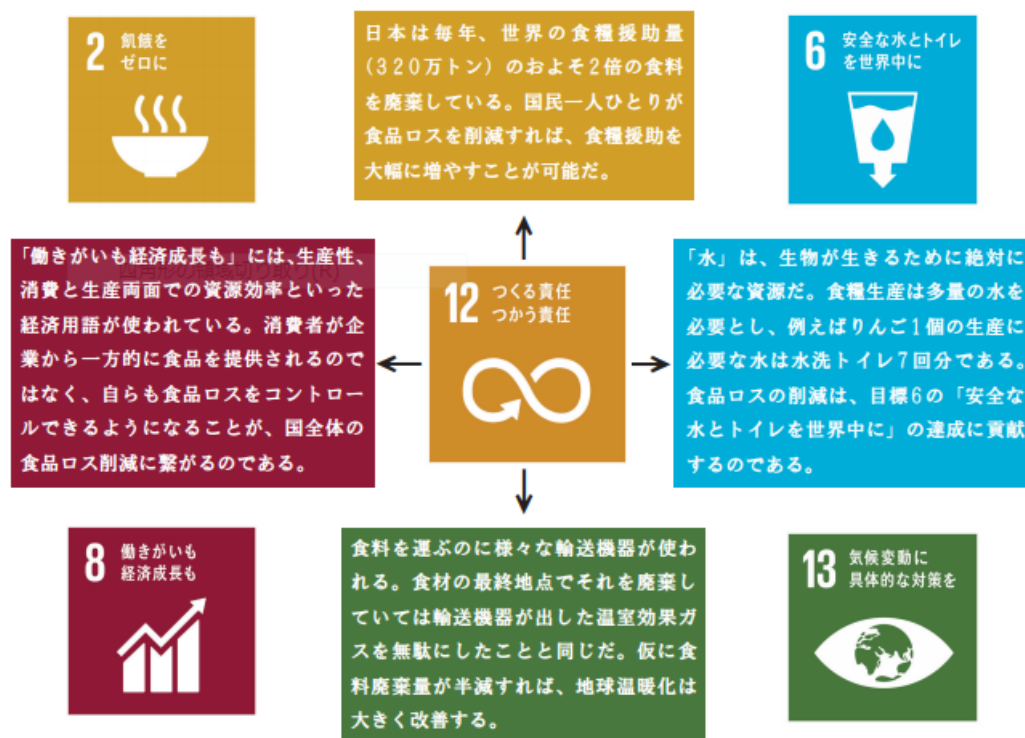 2 飢餓を
ゼロに
日本は毎年、世界の食糧援助量
(320万トン)のおよそ2倍の食料
を廃棄している。国民一人ひとりが
食品ロスを削減すれば、食糧援助を
大幅に増やすことが可能だ。
6 安全な水とトイレ
を世界中に
「働きがいも経済成長も」には、生産性、
消費と生産両面での資源効率といった
経済用語が使われている。消費者が企
業から一方的に食品を提供されるので
はなく、自らも食品ロスをコントロー
ルできるようになることが、国全体の
食品ロス削減に繋がるのである。
四角形の領域切り取り(R)
12 つくる責任
つかう責任
「水」は、生物が生きるために絶対に
必要な資源だ。食糧生産は多量の水を
必要とし、例えばりんご1個の生産に
必要な水は水洗トイレ7回分である。
食品ロスの削減は、目標6の「安全な
水とトイレを世界中に」の達成に貢献
するのである。
8 働きがいも
経済成長も
食料を運ぶのに様々な輸送機器が使わ
れる。食材の最終地点でそれを廃棄し
ていては輸送機器が出した温室効果ガ
スを無駄にしたことと同じだ。仮に食
料廃棄量が半減すれば、地球温暖化は
大きく改善する。
13 気候変動に
具体的な対策を